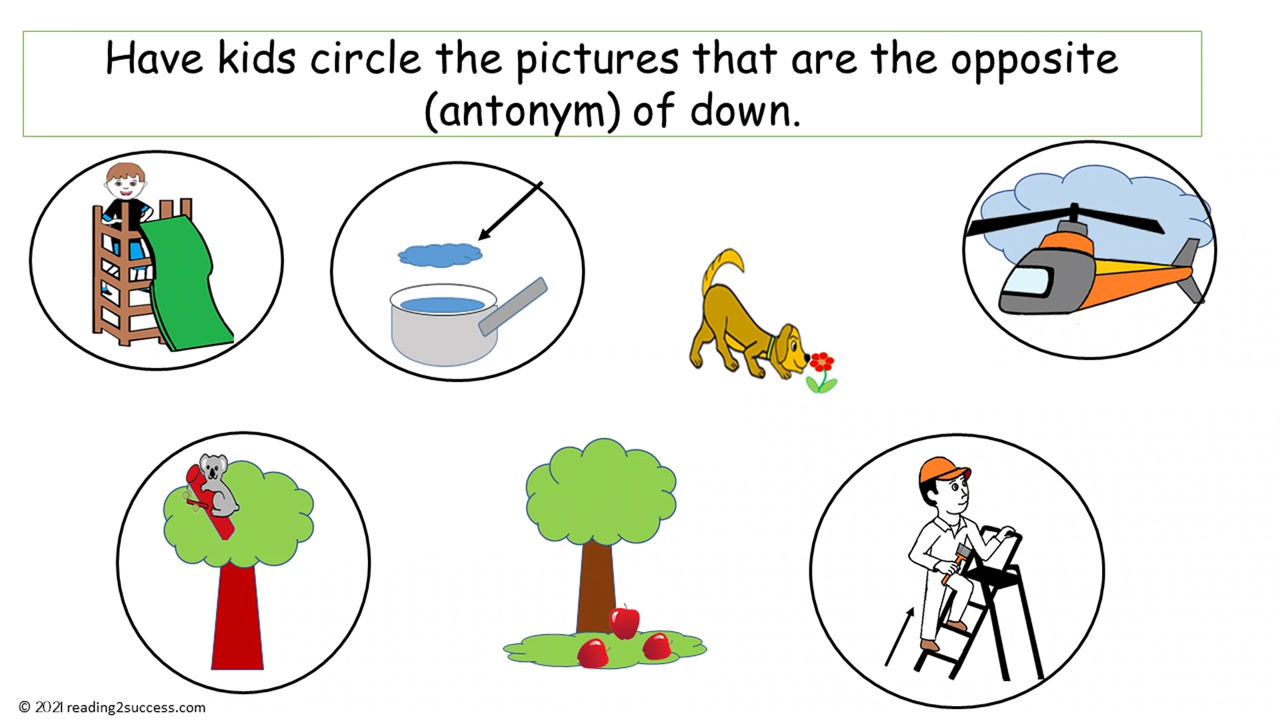 Have kids circle the pictures that are the opposite
(antonym) of down.
© 2021 reading2success.com